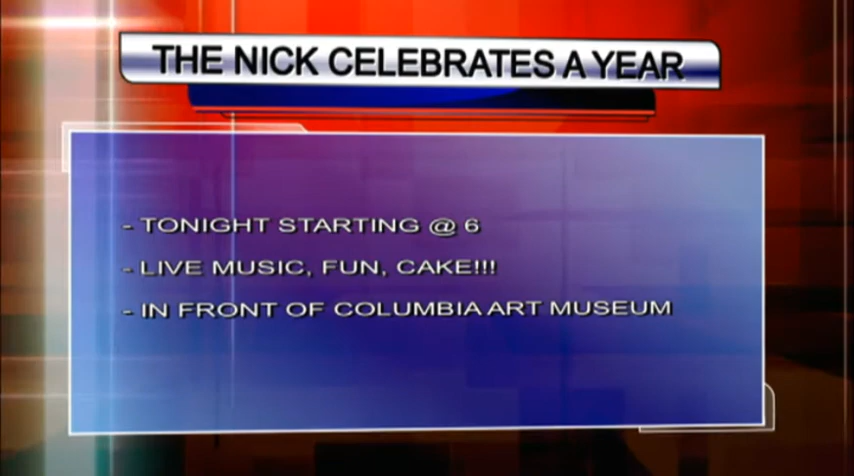 THE NICK CELEBRATES A YEAR
- TONIGHT STARTING @ 6
- LIVE MUSIC, FUN, CAKE!!!
- IN FRONT OF COLUMBIA ART MUSEUM